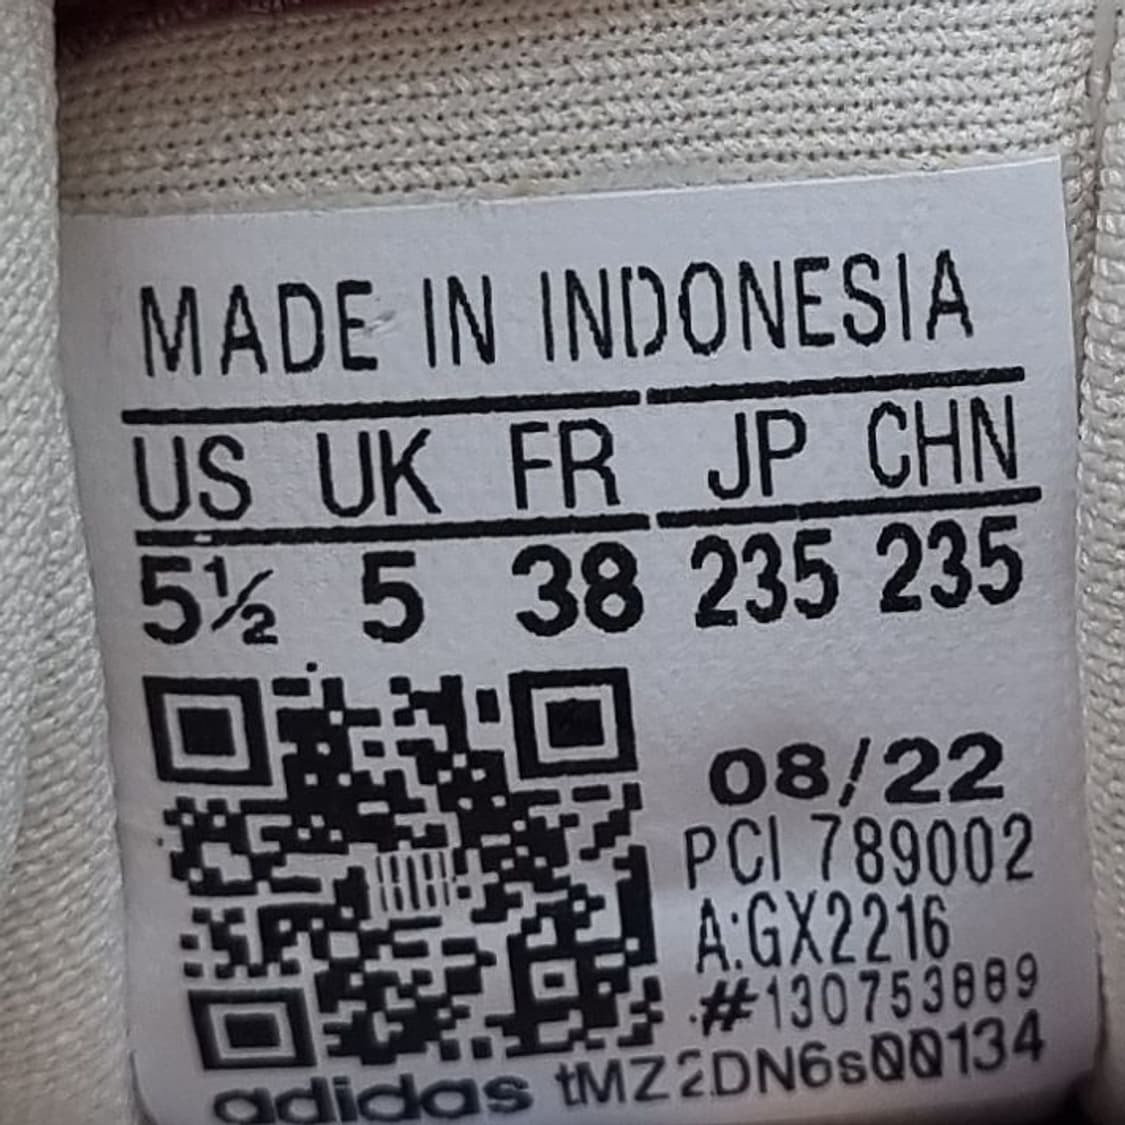 MADE IN INDONESIA
US UK FR JP CHN
5½ 5 38 235 235
08/22
PCI 789002
A:GX2216
#130753889
adidas tMZ2DN6s00134